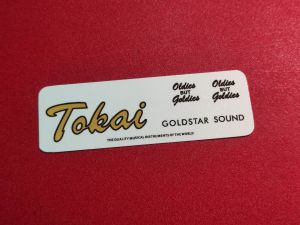 Oldies
BUT
Goldies
Oldies
BUT
Goldies
Tokai
GOLDSTAR SOUND
THE QUALITY MUSICAL INSTRUMENTS OF THE WORLD